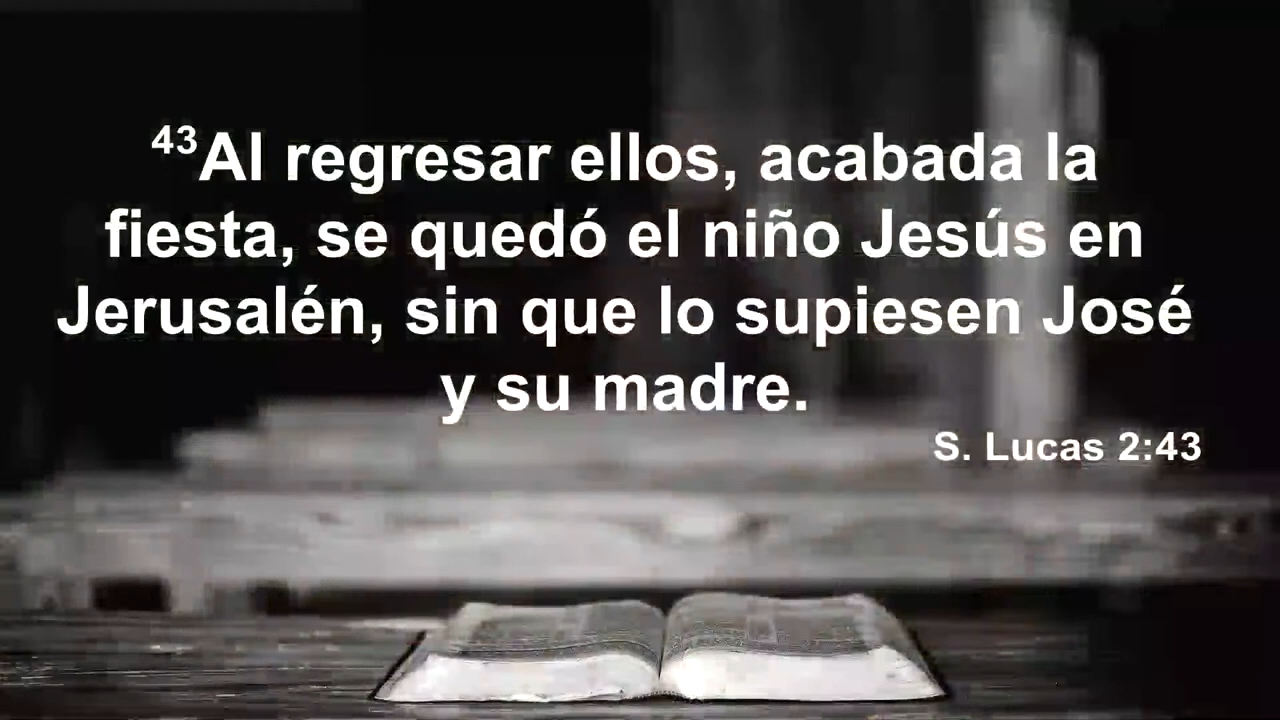 ⁴³Al regresar ellos, acabada la
fiesta, se quedó el niño Jesús en
Jerusalén, sin que lo supiesen José
y su madre.
S. Lucas 2:43